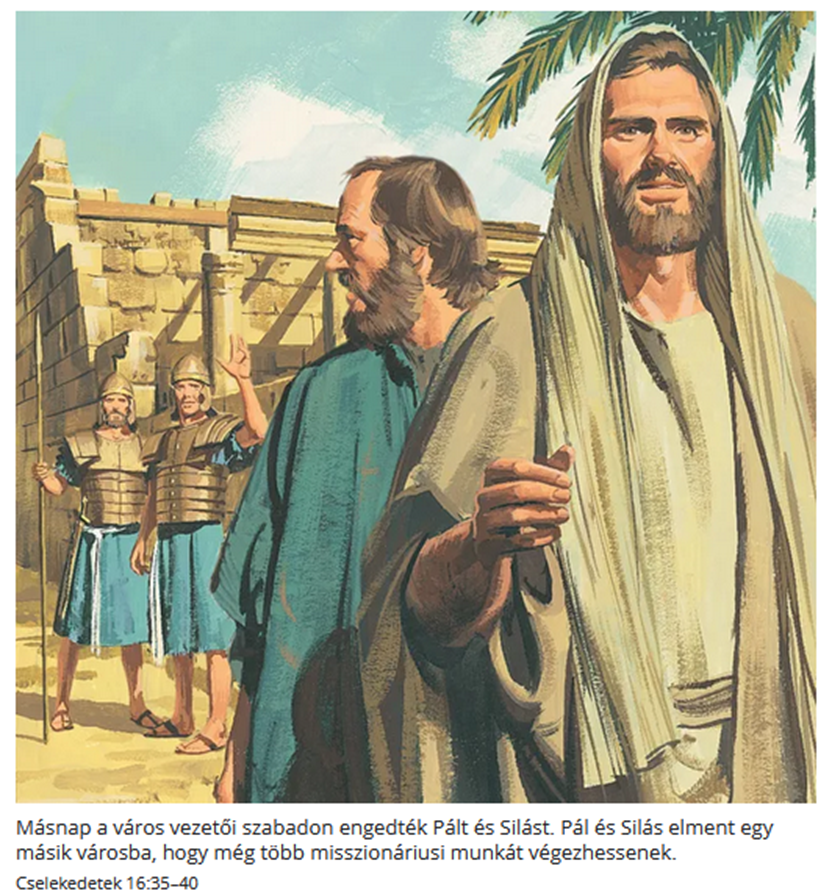 Másnap a város vezetői szabadon engedték Pált és Silást. Pál és Silás elment egy
másik városba, hogy még több misszionáriusi munkát végezhessenek.
Cselekedetek 16:35–40